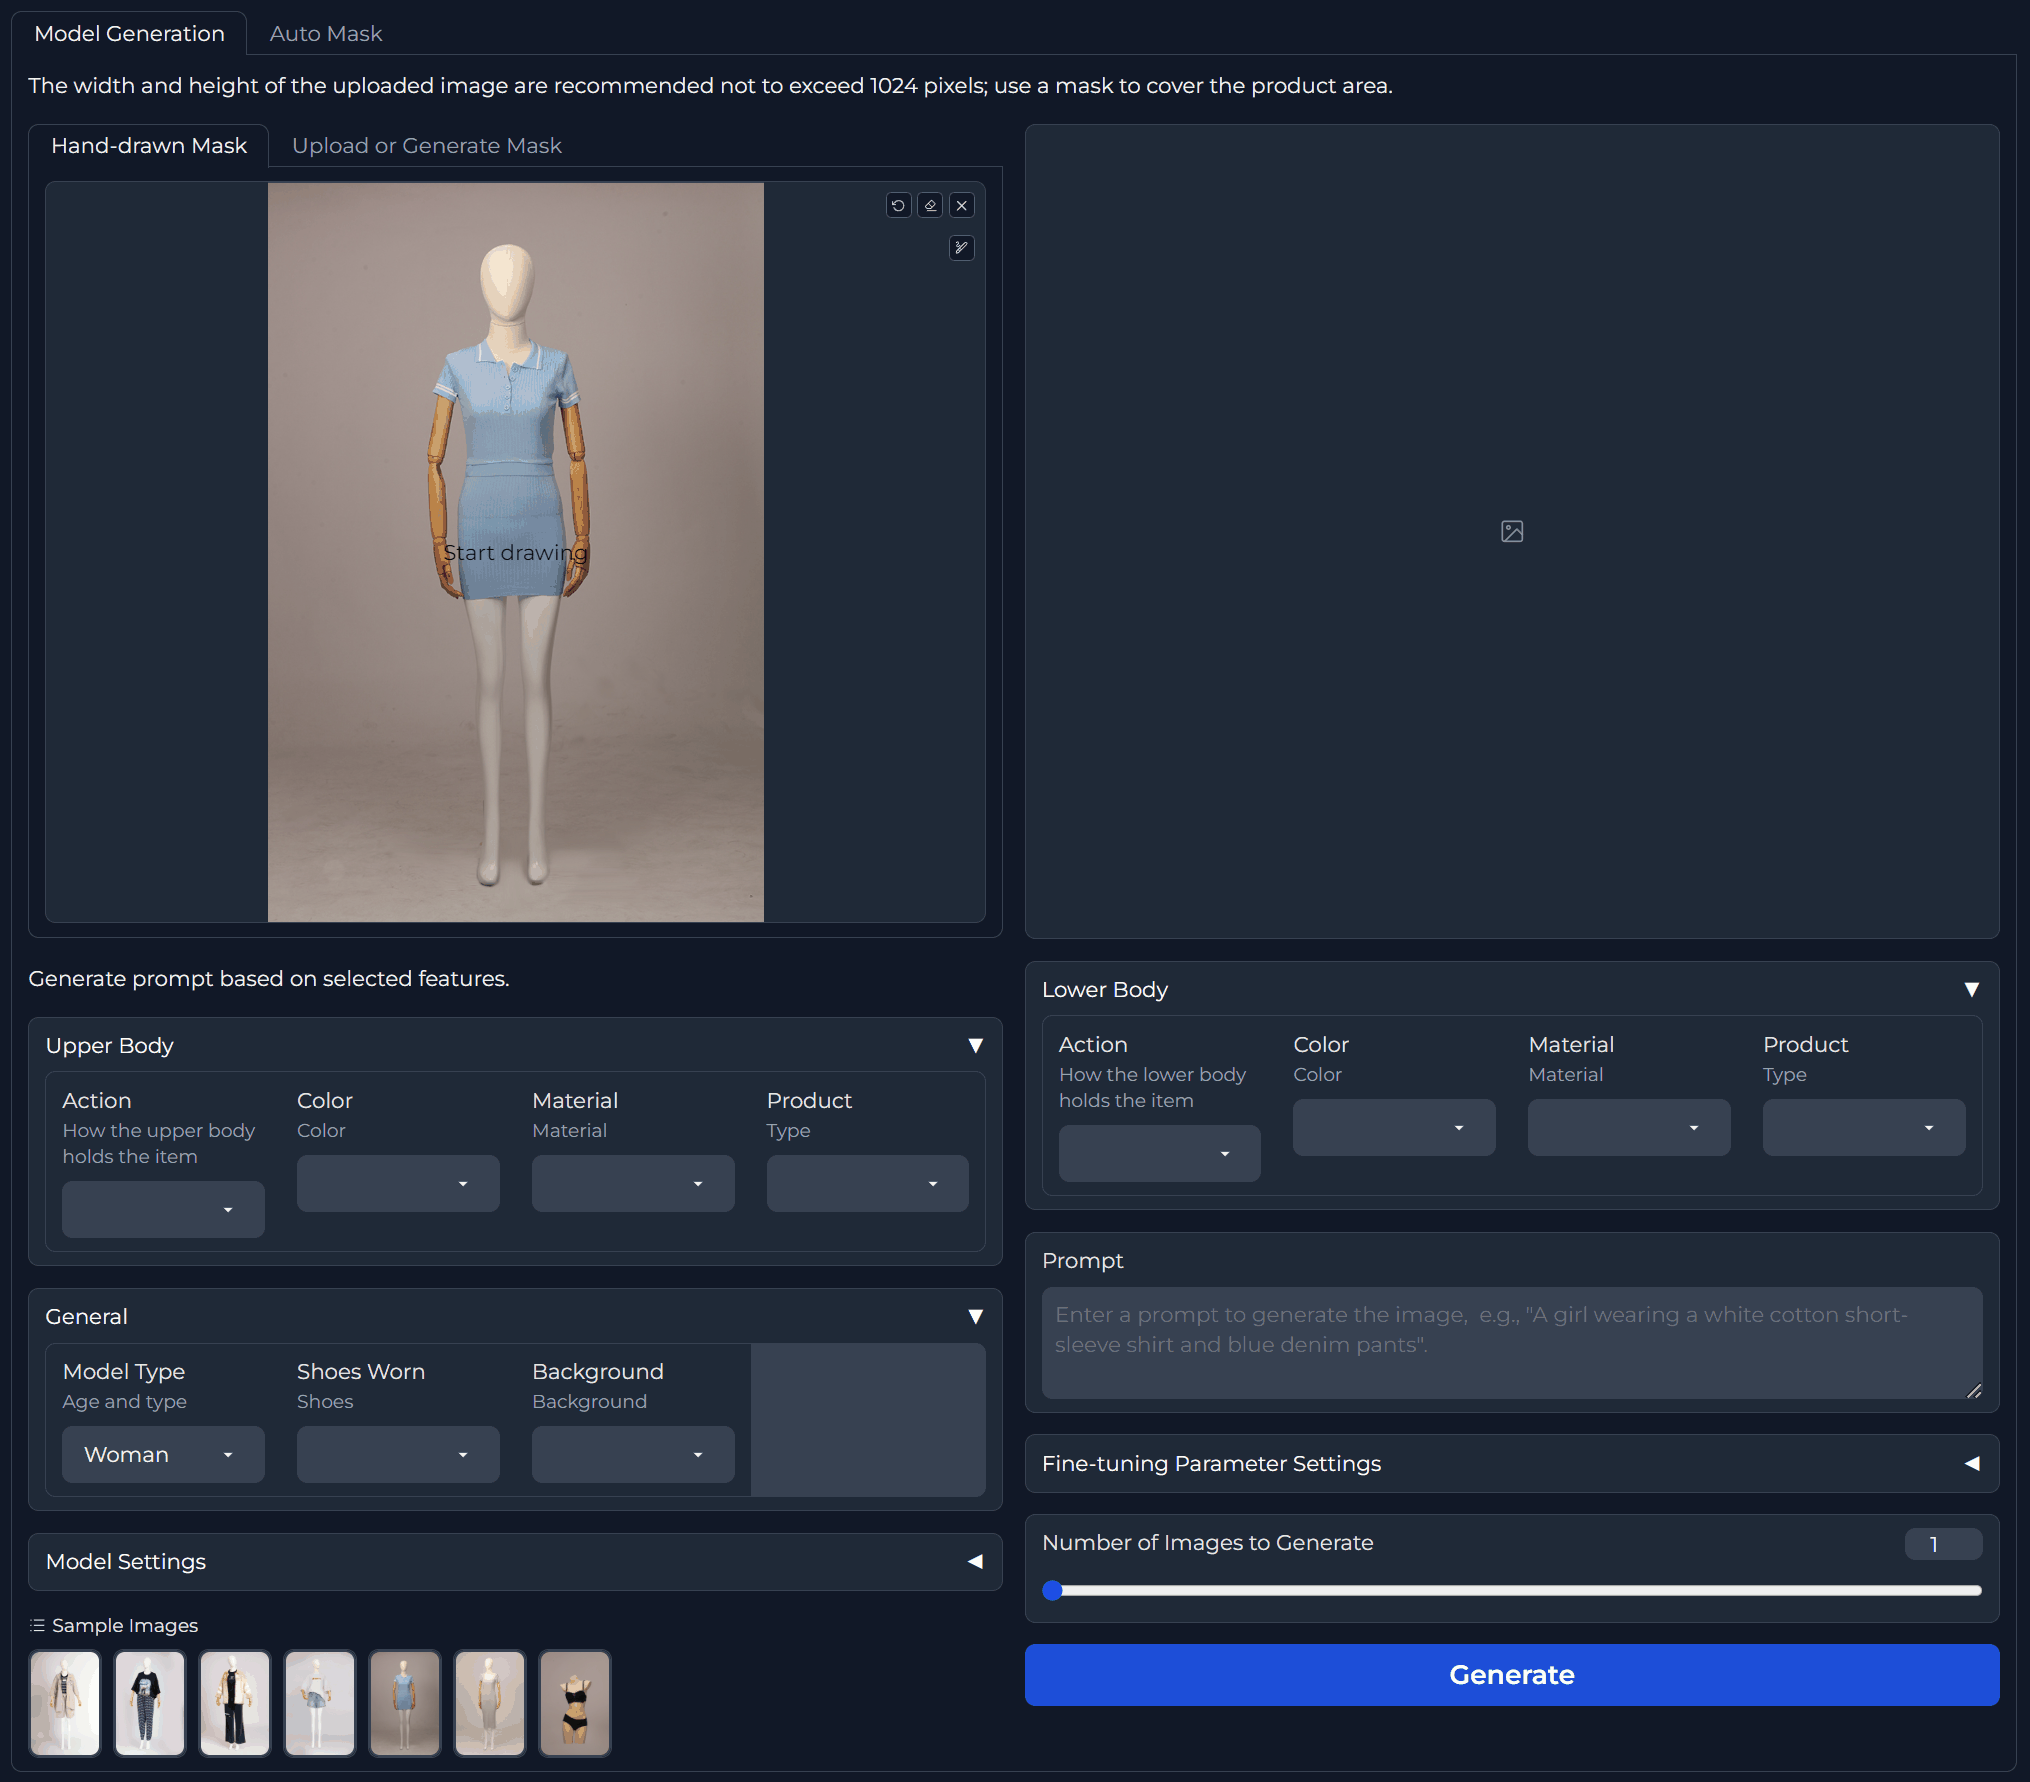 Model Generation
Auto Mask
The width and height of the uploaded image are recommended not to exceed 1024 pixels; use a mask to cover the product area.
Hand-drawn Mask
Upload or Generate Mask
Start drawing
Generate prompt based on selected features.
Upper Body
Action
How the upper body
holds the item
Color
Color
Material
Material
Product
Type
General
Model Type
Age and type
Woman
Shoes Worn
Shoes
Background
Background
Model Settings
Sample Images
Lower Body
Action
How the lower body
holds the item
Color
Color
Material
Material
Product
Type
Prompt
Enter a prompt to generate the image, e.g., "A girl wearing a white cotton short-
sleeve shirt and blue denim pants".
Fine-tuning Parameter Settings
Number of Images to Generate
1
Generate